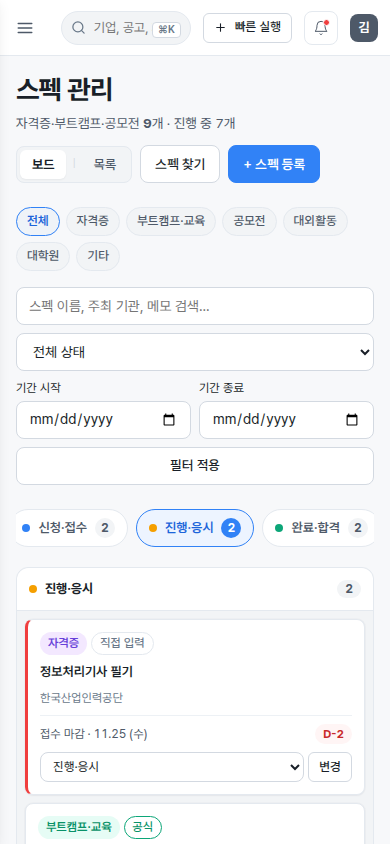 기업, 공고, ⌘K
+ 빠른 실행
김
스펙 관리
자격증·부트캠프·공모전 9개 · 진행 중 7개
보드 목록 스펙 찾기 + 스펙 등록
전체 자격증 부트캠프·교육 공모전 대외활동
대학원 기타
스펙 이름, 주최 기관, 메모 검색...
전체 상태
기간 시작 기간 종료
mm/dd/yyyy mm/dd/yyyy
필터 적용
신청·접수 2 진행·응시 2 완료·합격 2
진행·응시 2
자격증 직접 입력
정보처리기사 필기
한국산업인력공단
접수 마감 · 11.25 (수) D-2
진행·응시 변경
부트캠프·교육 공식